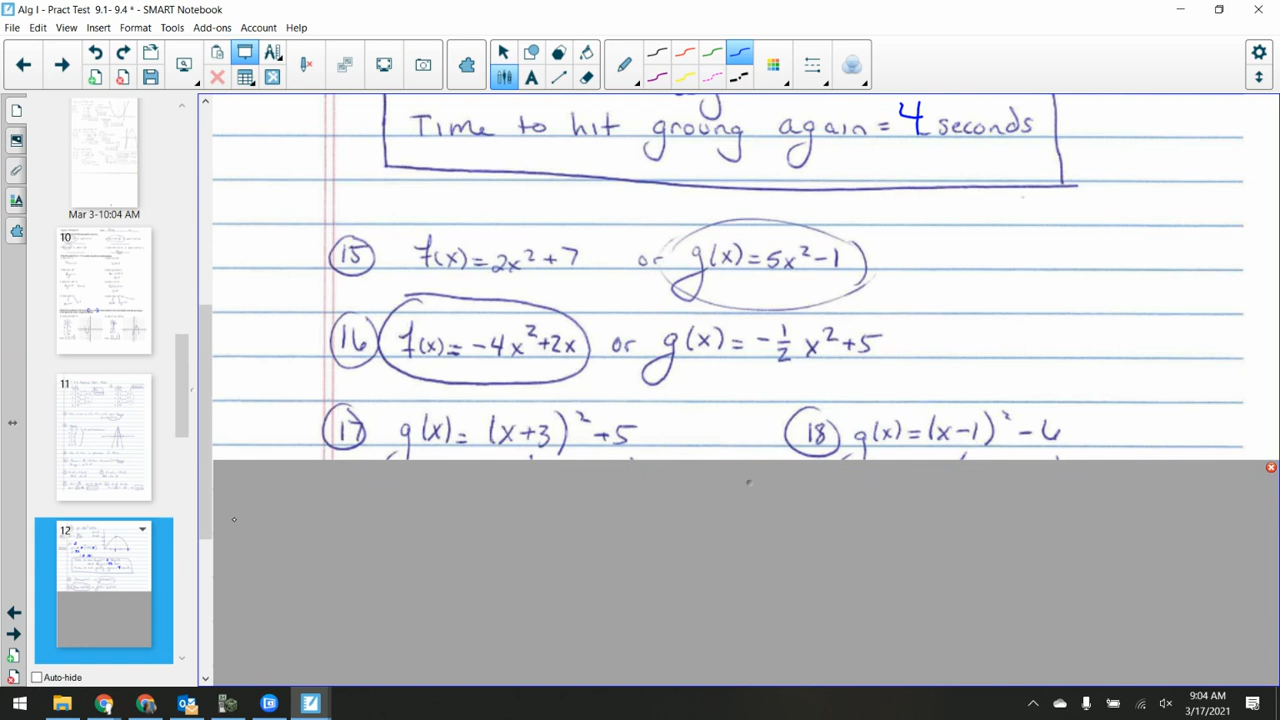 Alg I - Pract Test 9.1- 9.4 * - SMART Notebook
File Edit View Insert Format Tools Add-ons Account Help
Time to hit groung again = 4 seconds
Mar 3-10:04 AM
10
15 f(x) = 2x² + 7 or g(x) = 5x² - 1
16 f(x) = -4x² + 2x or g(x) = -1/2 x² + 5
11
17 g(x) = (x+3)² + 5 18 g(x) = (x-1)² - 6
12
Auto-hide
9:04 AM
3/17/2021